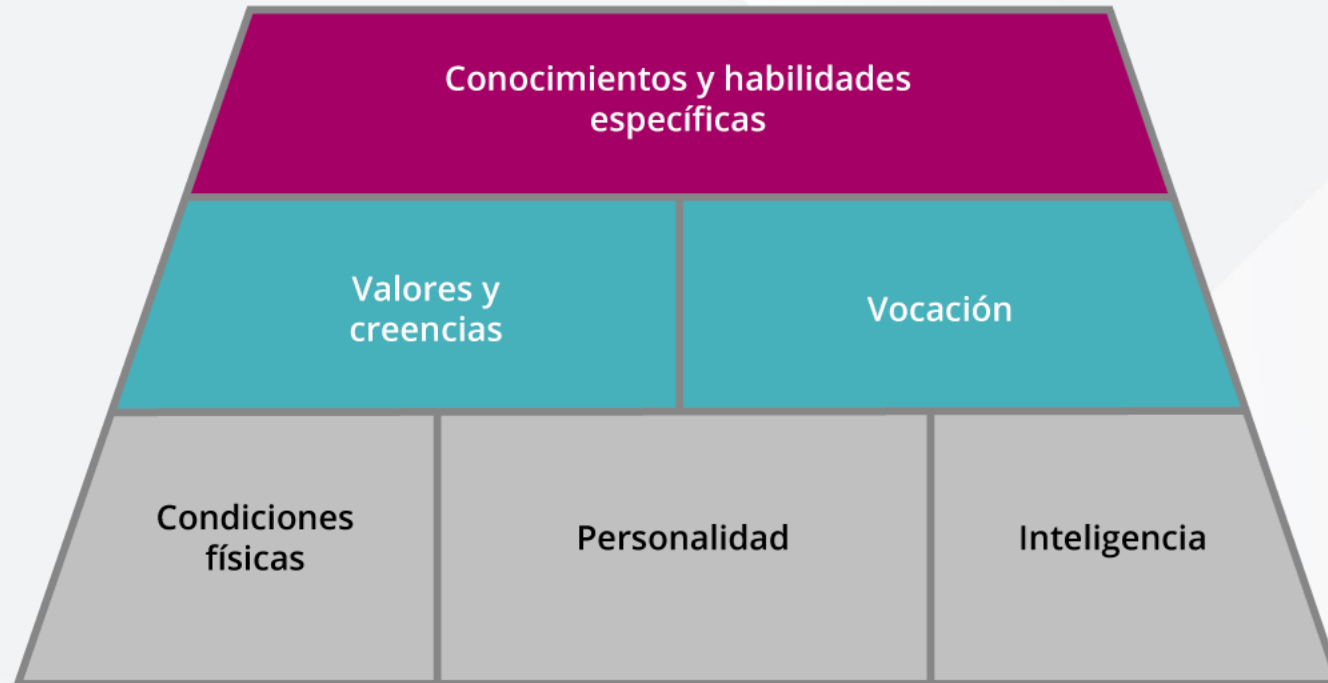 Conocimientos y habilidades
específicas
Valores y
creencias
Vocación
Condiciones
físicas
Personalidad
Inteligencia